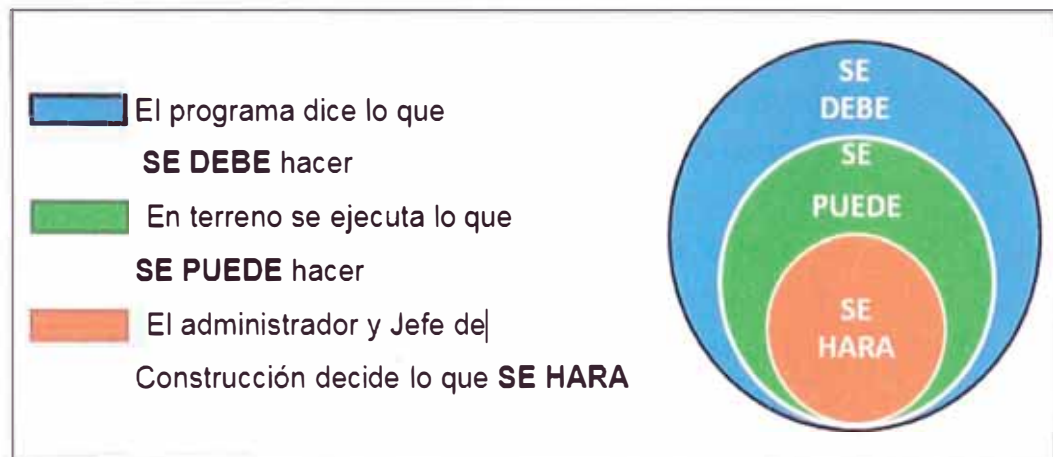 El programa dice lo que
SE DEBE hacer
En terreno se ejecuta lo que
SE PUEDE hacer
El administrador y Jefe de
Construcción decide lo que SE HARA
SE
DEBE
SE
PUEDE
SE
HARA